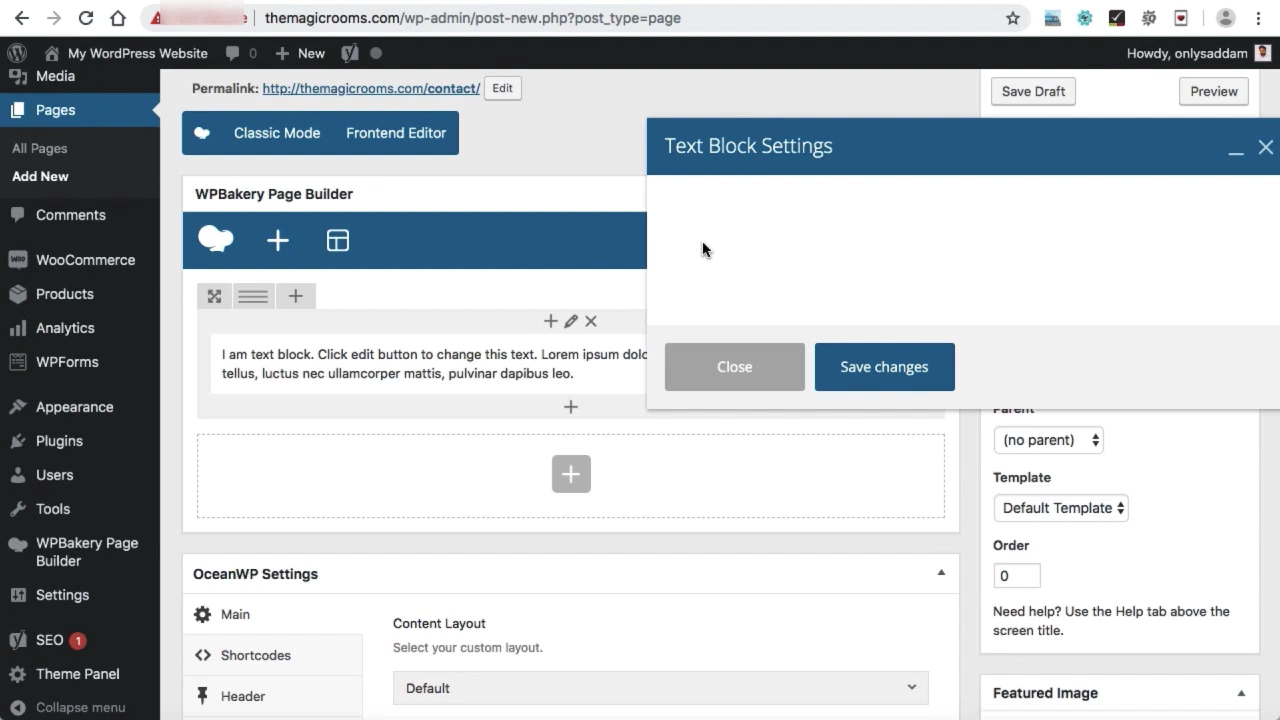 themagicrooms.com/wp-admin/post-new.php?post_type=page
My WordPress Website 0 New Howdy, onlysaddam
Media
Pages
All Pages
Add New
Comments
WooCommerce
Products
Analytics
WPForms
Appearance
Plugins
Users
Tools
WPBakery Page
Builder
Settings
SEO 1
Theme Panel
Collapse menu
Permalink: http://themagicrooms.com/contact/ Edit
Classic Mode Frontend Editor
WPBakery Page Builder
I am text block. Click edit button to change this text. Lorem ipsum dolo
tellus, luctus nec ullamcorper mattis, pulvinar dapibus leo.
OceanWP Settings
Main
Shortcodes
Header
Content Layout
Select your custom layout.
Default
Text Block Settings
Close Save changes
Save Draft Preview
Parent
(no parent)
Template
Default Template
Order
0
Need help? Use the Help tab above the
screen title.
Featured Image